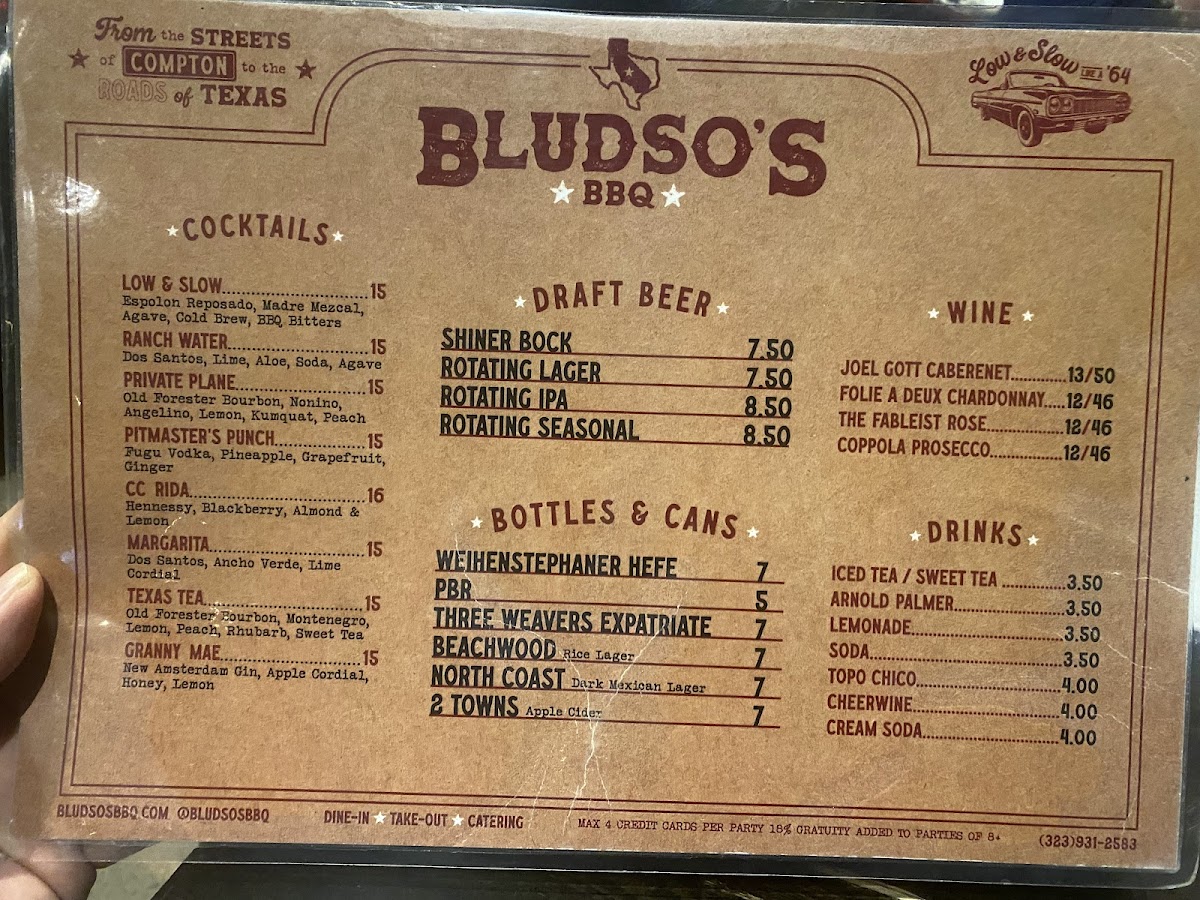 From the STREETS
of COMPTON to the
ROADS of TEXAS
Low & Slow LIKE A '64
BLUDSO'S
BBQ
COCKTAILS
LOW & SLOW 15
Espolon Reposado, Madre Mezcal,
Agave, Cold Brew, BBQ Bitters
RANCH WATER 15
Dos Santos, Lime, Aloe, Soda, Agave
PRIVATE PLANE 15
Old Forester Bourbon, Nonino,
Angelino, Lemon, Kumquat, Peach
PITMASTER'S PUNCH 15
Fugu Vodka, Pineapple, Grapefruit,
Ginger
CC RIDA 16
Hennessy, Blackberry, Almond &
Lemon
MARGARITA 15
Dos Santos, Ancho Verde, Lime
Cordial
TEXAS TEA 15
Old Forester Bourbon, Montenegro,
Lemon, Peach, Rhubarb, Sweet Tea
GRANNY MAE 15
New Amsterdam Gin, Apple Cordial,
Honey, Lemon
DRAFT BEER
SHINER BOCK 7.50
ROTATING LAGER 7.50
ROTATING IPA 8.50
ROTATING SEASONAL 8.50
BOTTLES & CANS
WEIHENSTEPHANER HEFE 7
PBR 5
THREE WEAVERS EXPATRIATE 7
BEACHWOOD Rice Lager 7
NORTH COAST Dark Mexican Lager 7
2 TOWNS Apple Cider 7
WINE
JOEL GOTT CABERENET 13/50
FOLIE A DEUX CHARDONNAY 12/46
THE FABLEIST ROSE 12/46
COPPOLA PROSECCO 12/46
DRINKS
ICED TEA / SWEET TEA 3.50
ARNOLD PALMER 3.50
LEMONADE 3.50
SODA 3.50
TOPO CHICO 4.00
CHEERWINE 4.00
CREAM SODA 4.00
BLUDSOSBBQ.COM @BLUDSOSBBQ
DINE-IN TAKE-OUT CATERING
MAX 4 CREDIT CARDS PER PARTY 18% GRATUITY ADDED TO PARTIES OF 8+
(323)931-2583